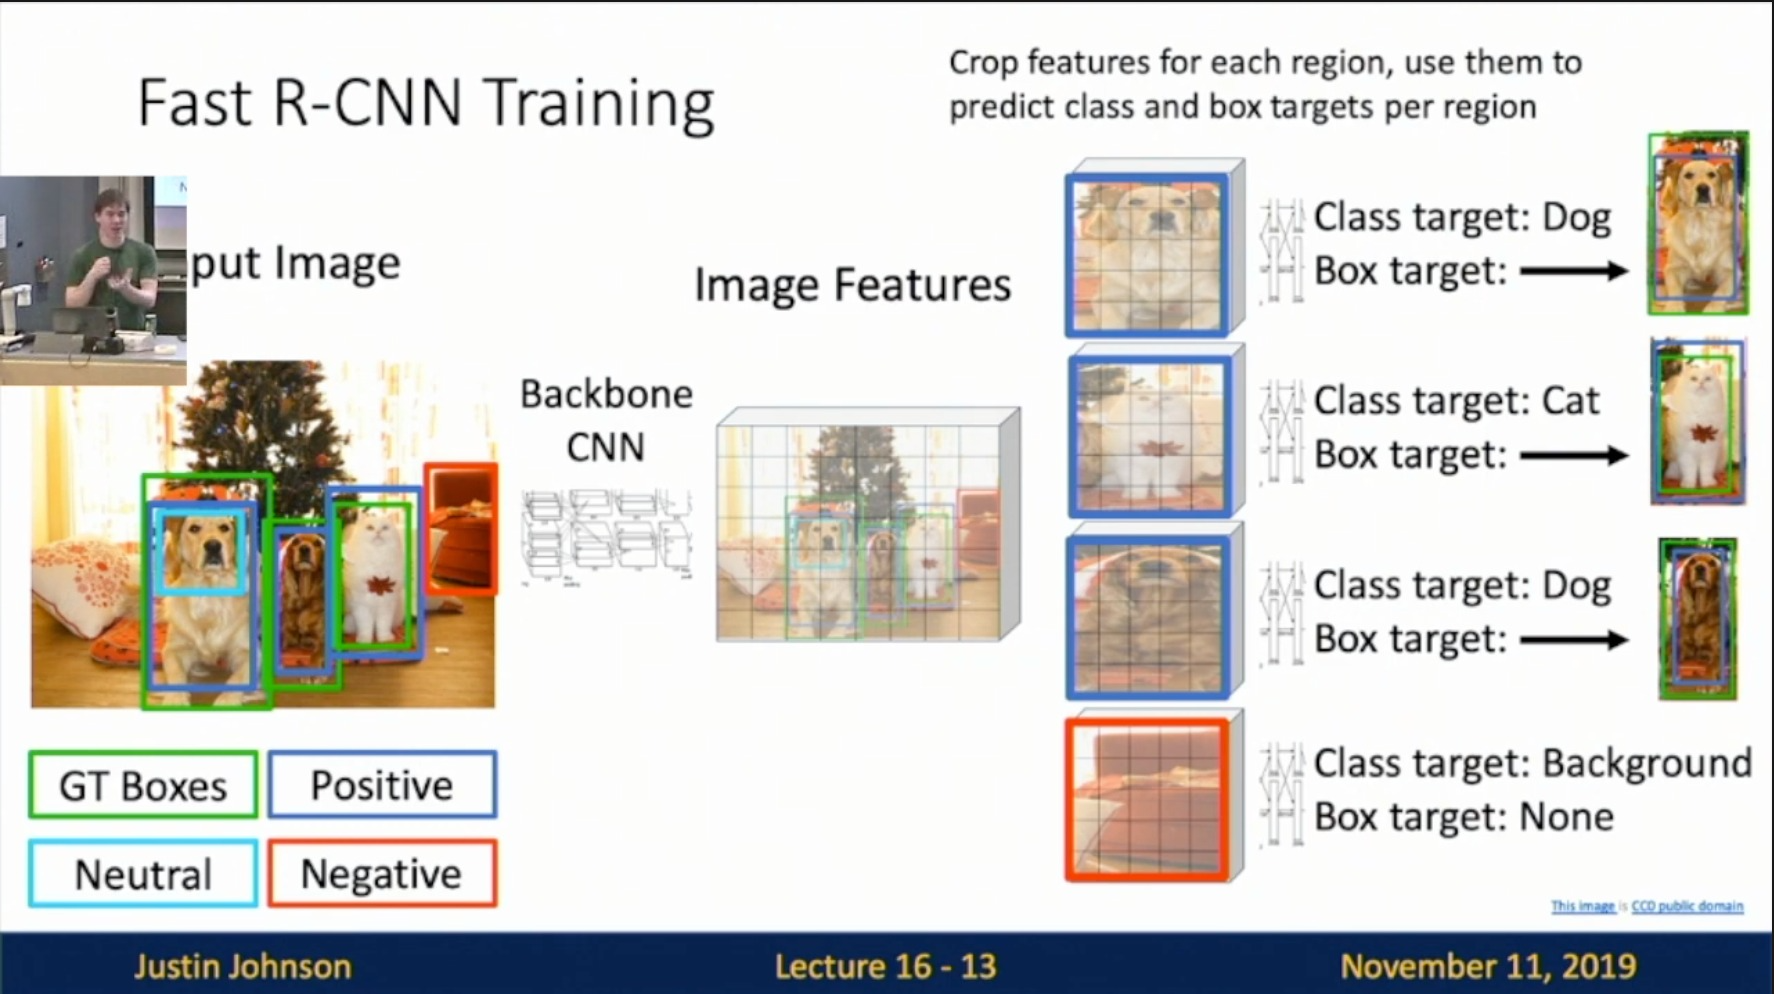 Fast R-CNN Training
Crop features for each region, use them to
predict class and box targets per region
put Image
Image Features
Backbone
CNN
Class target: Dog
Box target:
Class target: Cat
Box target:
Class target: Dog
Box target:
Class target: Background
Box target: None
GT Boxes
Positive
Neutral
Negative
This image is CC0 public domain
Justin Johnson
Lecture 16 - 13
November 11, 2019